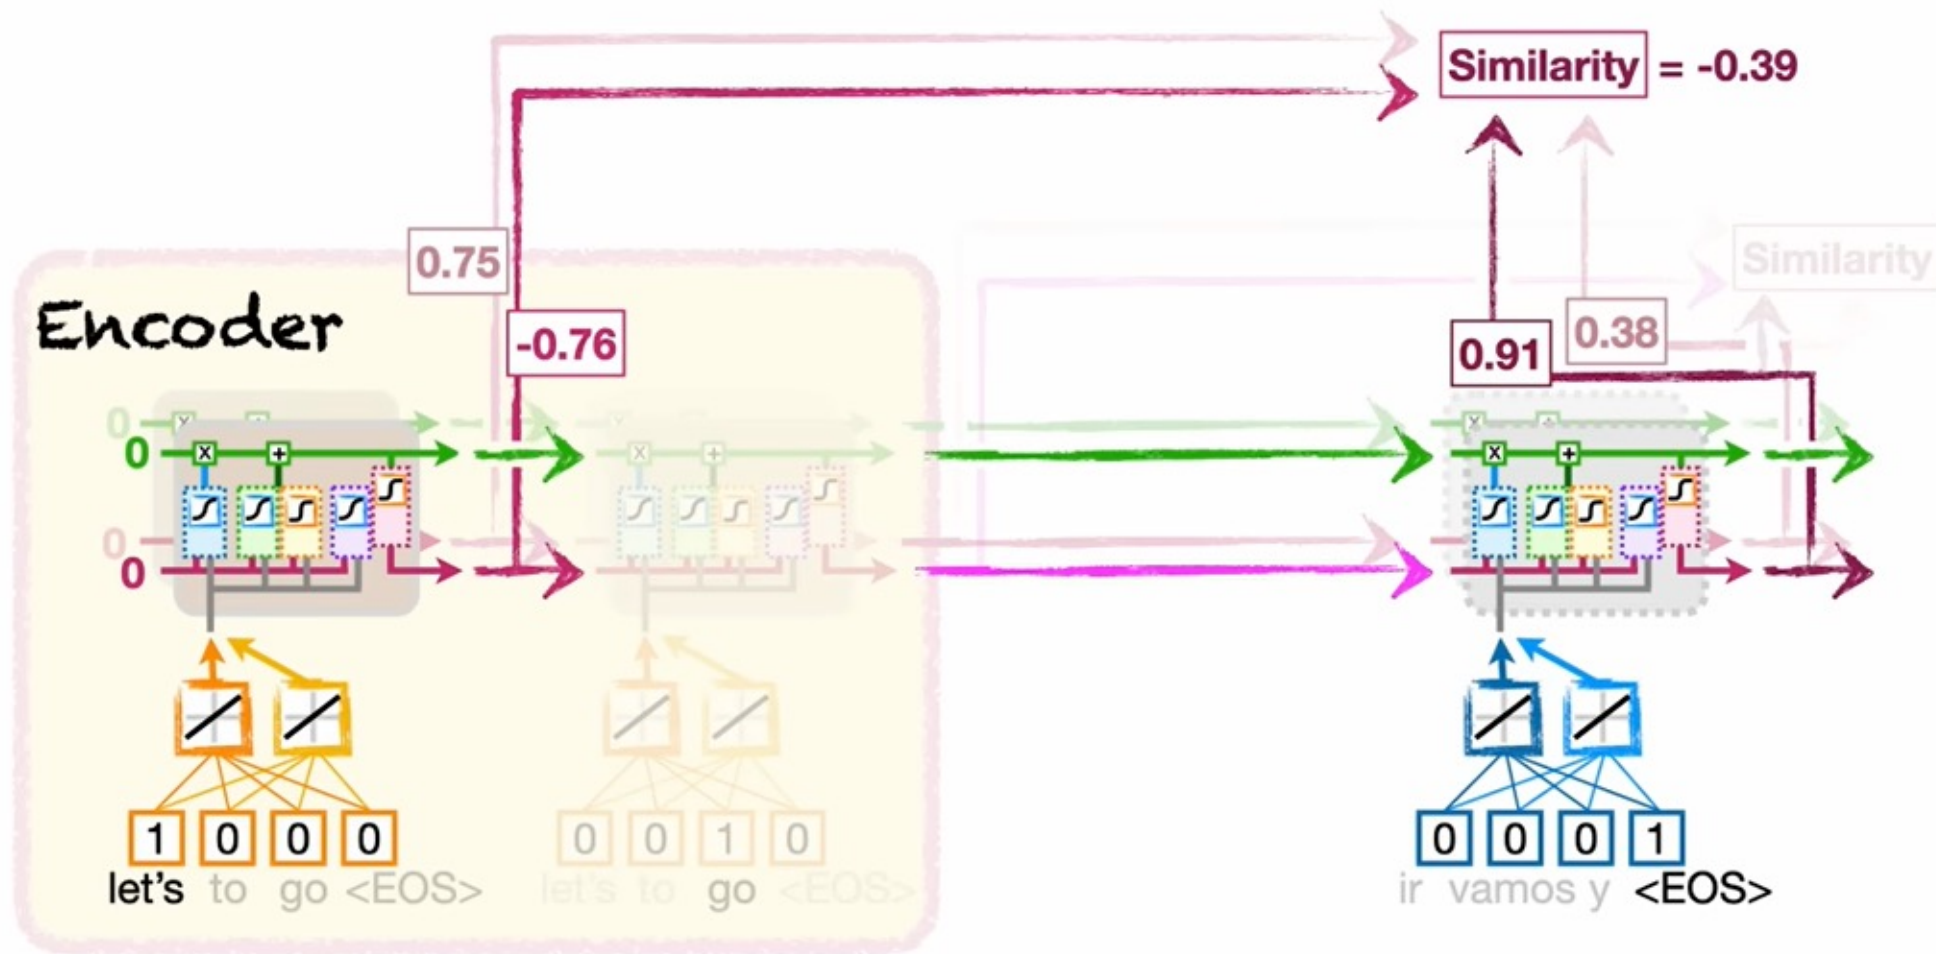 Similarity = -0.39
0.75
Similarity
Encoder
-0.76
0.38
0.91
0
0
x + x +
x + x + x +
0
0
1 0 0 0
0 0 1 0
0 0 0 1
let's to go <EOS>
let's to go <EOS>
ir vamos y <EOS>